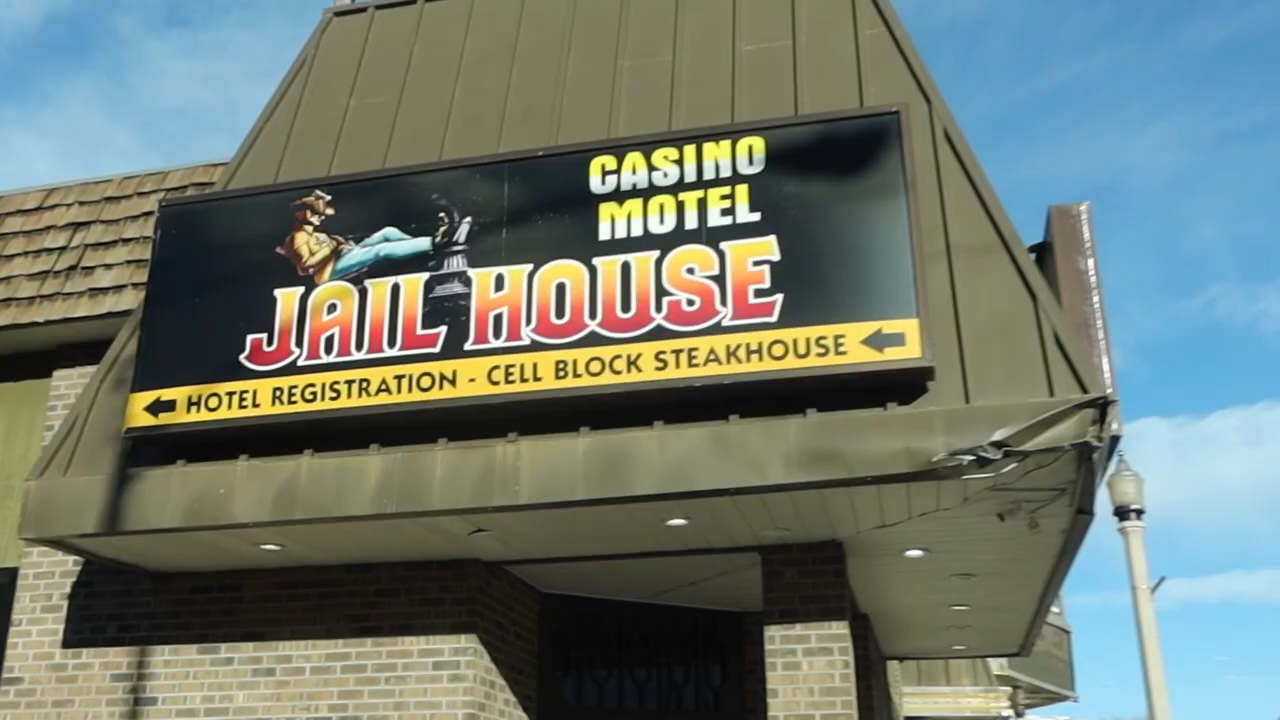 CASINO
MOTEL
JAIL HOUSE
HOTEL REGISTRATION - CELL BLOCK STEAKHOUSE